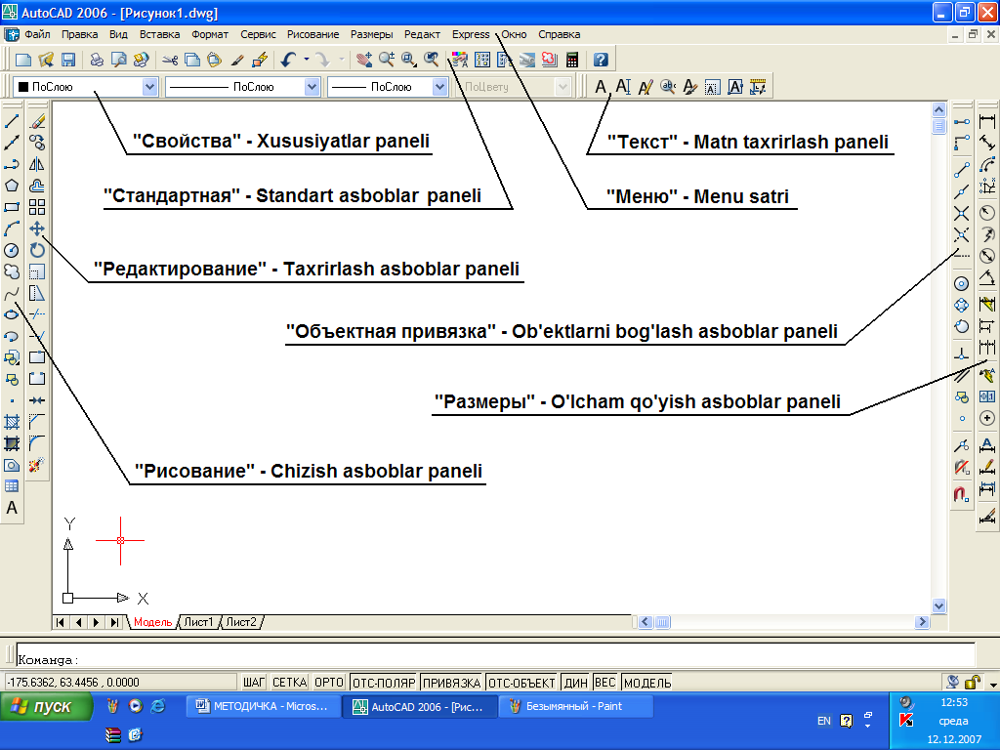 AutoCAD 2006 - [Рисунок1.dwg]
Файл Правка Вид Вставка Формат Сервис Рисование Размеры Редакт Express Окно Справка
ПоСлою ПоСлою ПоСлою ПоЦвету
"Свойства" - Xususiyatlar paneli
"Текст" - Matn taxrirlash paneli
"Стандартная" - Standart asboblar paneli
"Меню" - Menu satri
"Редактирование" - Taxrirlash asboblar paneli
"Объектная привязка" - Ob'ektlarni bog'lash asboblar paneli
"Размеры" - O'lcham qo'yish asboblar paneli
"Рисование" - Chizish asboblar paneli
Y
X
Модель Лист1 Лист2
Команда:
-175.6362, 63.4456 , 0.0000 ШАГ СЕТКА ОРТО ОТС-ПОЛЯР ПРИВЯЗКА ОТС-ОБЪЕКТ ДИН ВЕС МОДЕЛЬ
пуск МЕТОДИЧКА - Micros... AutoCAD 2006 - [Рис... Безымянный - Paint EN 12:53
среда
12.12.2007